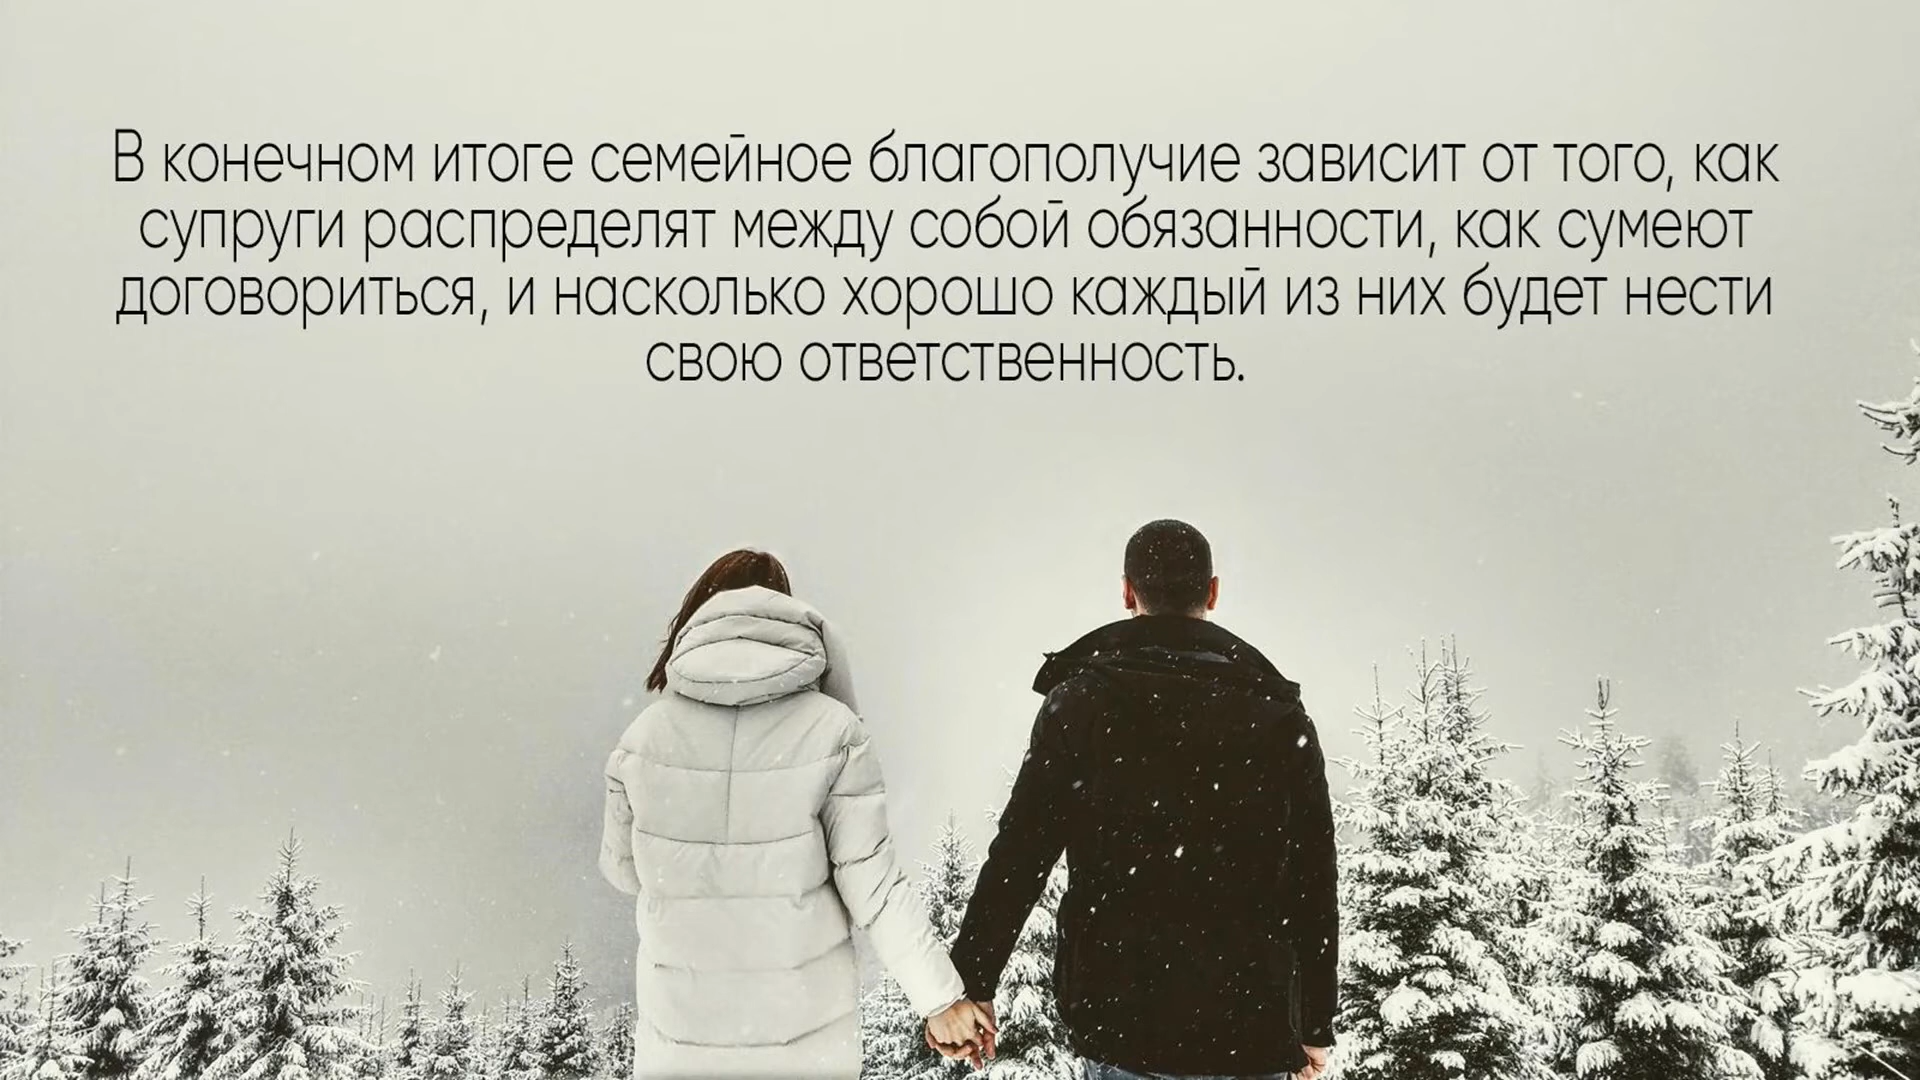 В конечном итоге семейное благополучие зависит от того, как
супруги распределят между собой обязанности, как сумеют
договориться, и насколько хорошо каждый из них будет нести
свою ответственность.